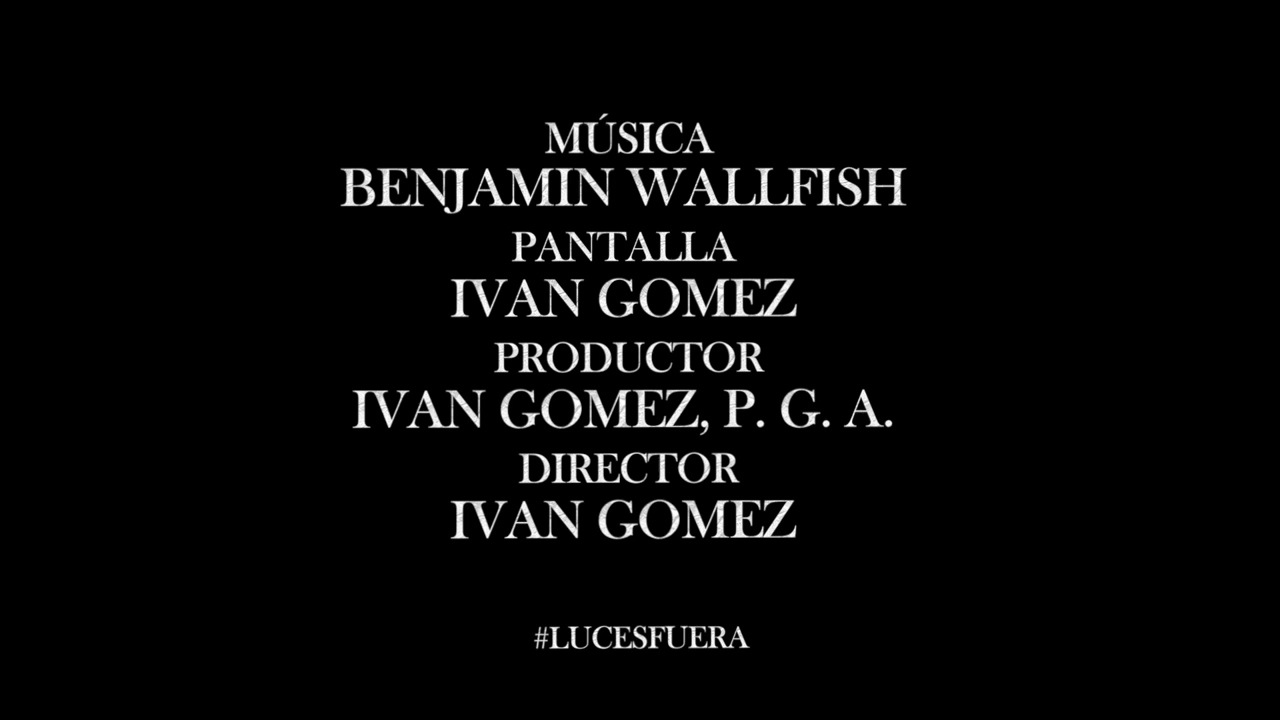 MÚSICA
BENJAMIN WALLFISH
PANTALLA
IVAN GOMEZ
PRODUCTOR
IVAN GOMEZ, P. G. A.
DIRECTOR
IVAN GOMEZ
#LUCESFUERA